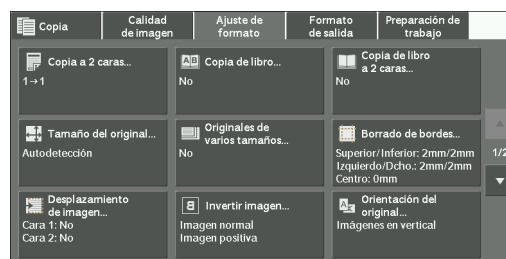 Copia
Calidad
de imagen
Ajuste de
formato
Formato
de salida
Preparación de
trabajo
Copia a 2 caras...
1→1
Copia de libro...
No
Copia de libro
a 2 caras...
No
Tamaño del original...
Autodetección
Originales de
varios tamaños...
No
Borrado de bordes...
Superior/Inferior: 2mm/2mm
Izquierdo/Dcho.: 2mm/2mm
Centro: 0mm
1/2
Desplazamiento
de imagen...
Cara 1: No
Cara 2: No
Invertir imagen...
Imagen normal
Imagen positiva
Orientación del
original...
Imágenes en vertical